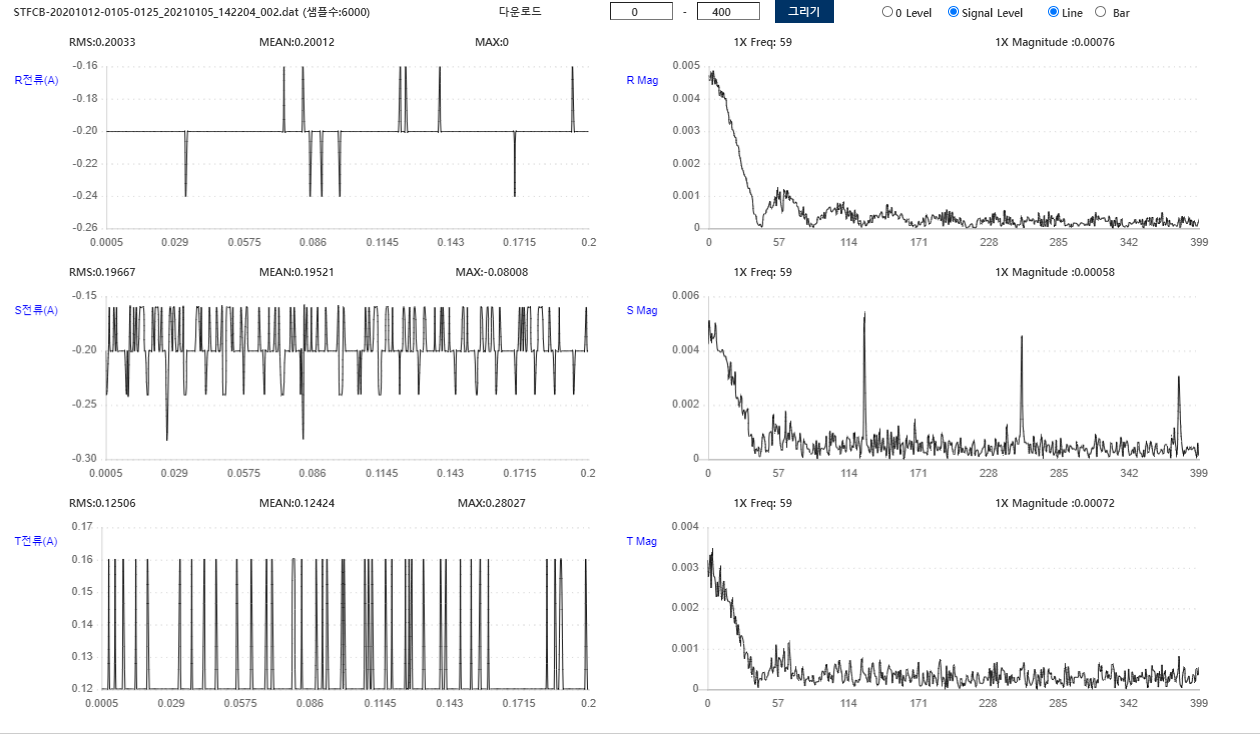 STFCB-20201012-0105-0125_20210105_142204_002.dat (샘플수:6000) 다운로드 0 - 400 그리기 0 Level Signal Level Line Bar
RMS:0.20033 MEAN:0.20012 MAX:0 1X Freq: 59 1X Magnitude :0.00076
R전류(A)
-0.16
-0.18
-0.20
-0.22
-0.24
-0.26
0.0005 0.029 0.0575 0.086 0.1145 0.143 0.1715 0.2
R Mag
0.005
0.004
0.003
0.002
0.001
0
0 57 114 171 228 285 342 399
RMS:0.19667 MEAN:0.19521 MAX:-0.08008 1X Freq: 59 1X Magnitude :0.00058
S전류(A)
-0.15
-0.20
-0.25
-0.30
0.0005 0.029 0.0575 0.086 0.1145 0.143 0.1715 0.2
S Mag
0.006
0.004
0.002
0
0 57 114 171 228 285 342 399
RMS:0.12506 MEAN:0.12424 MAX:0.28027 1X Freq: 59 1X Magnitude :0.00072
T전류(A)
0.17
0.16
0.15
0.14
0.13
0.12
0.0005 0.029 0.0575 0.086 0.1145 0.143 0.1715 0.2
T Mag
0.004
0.003
0.002
0.001
0
0 57 114 171 228 285 342 399